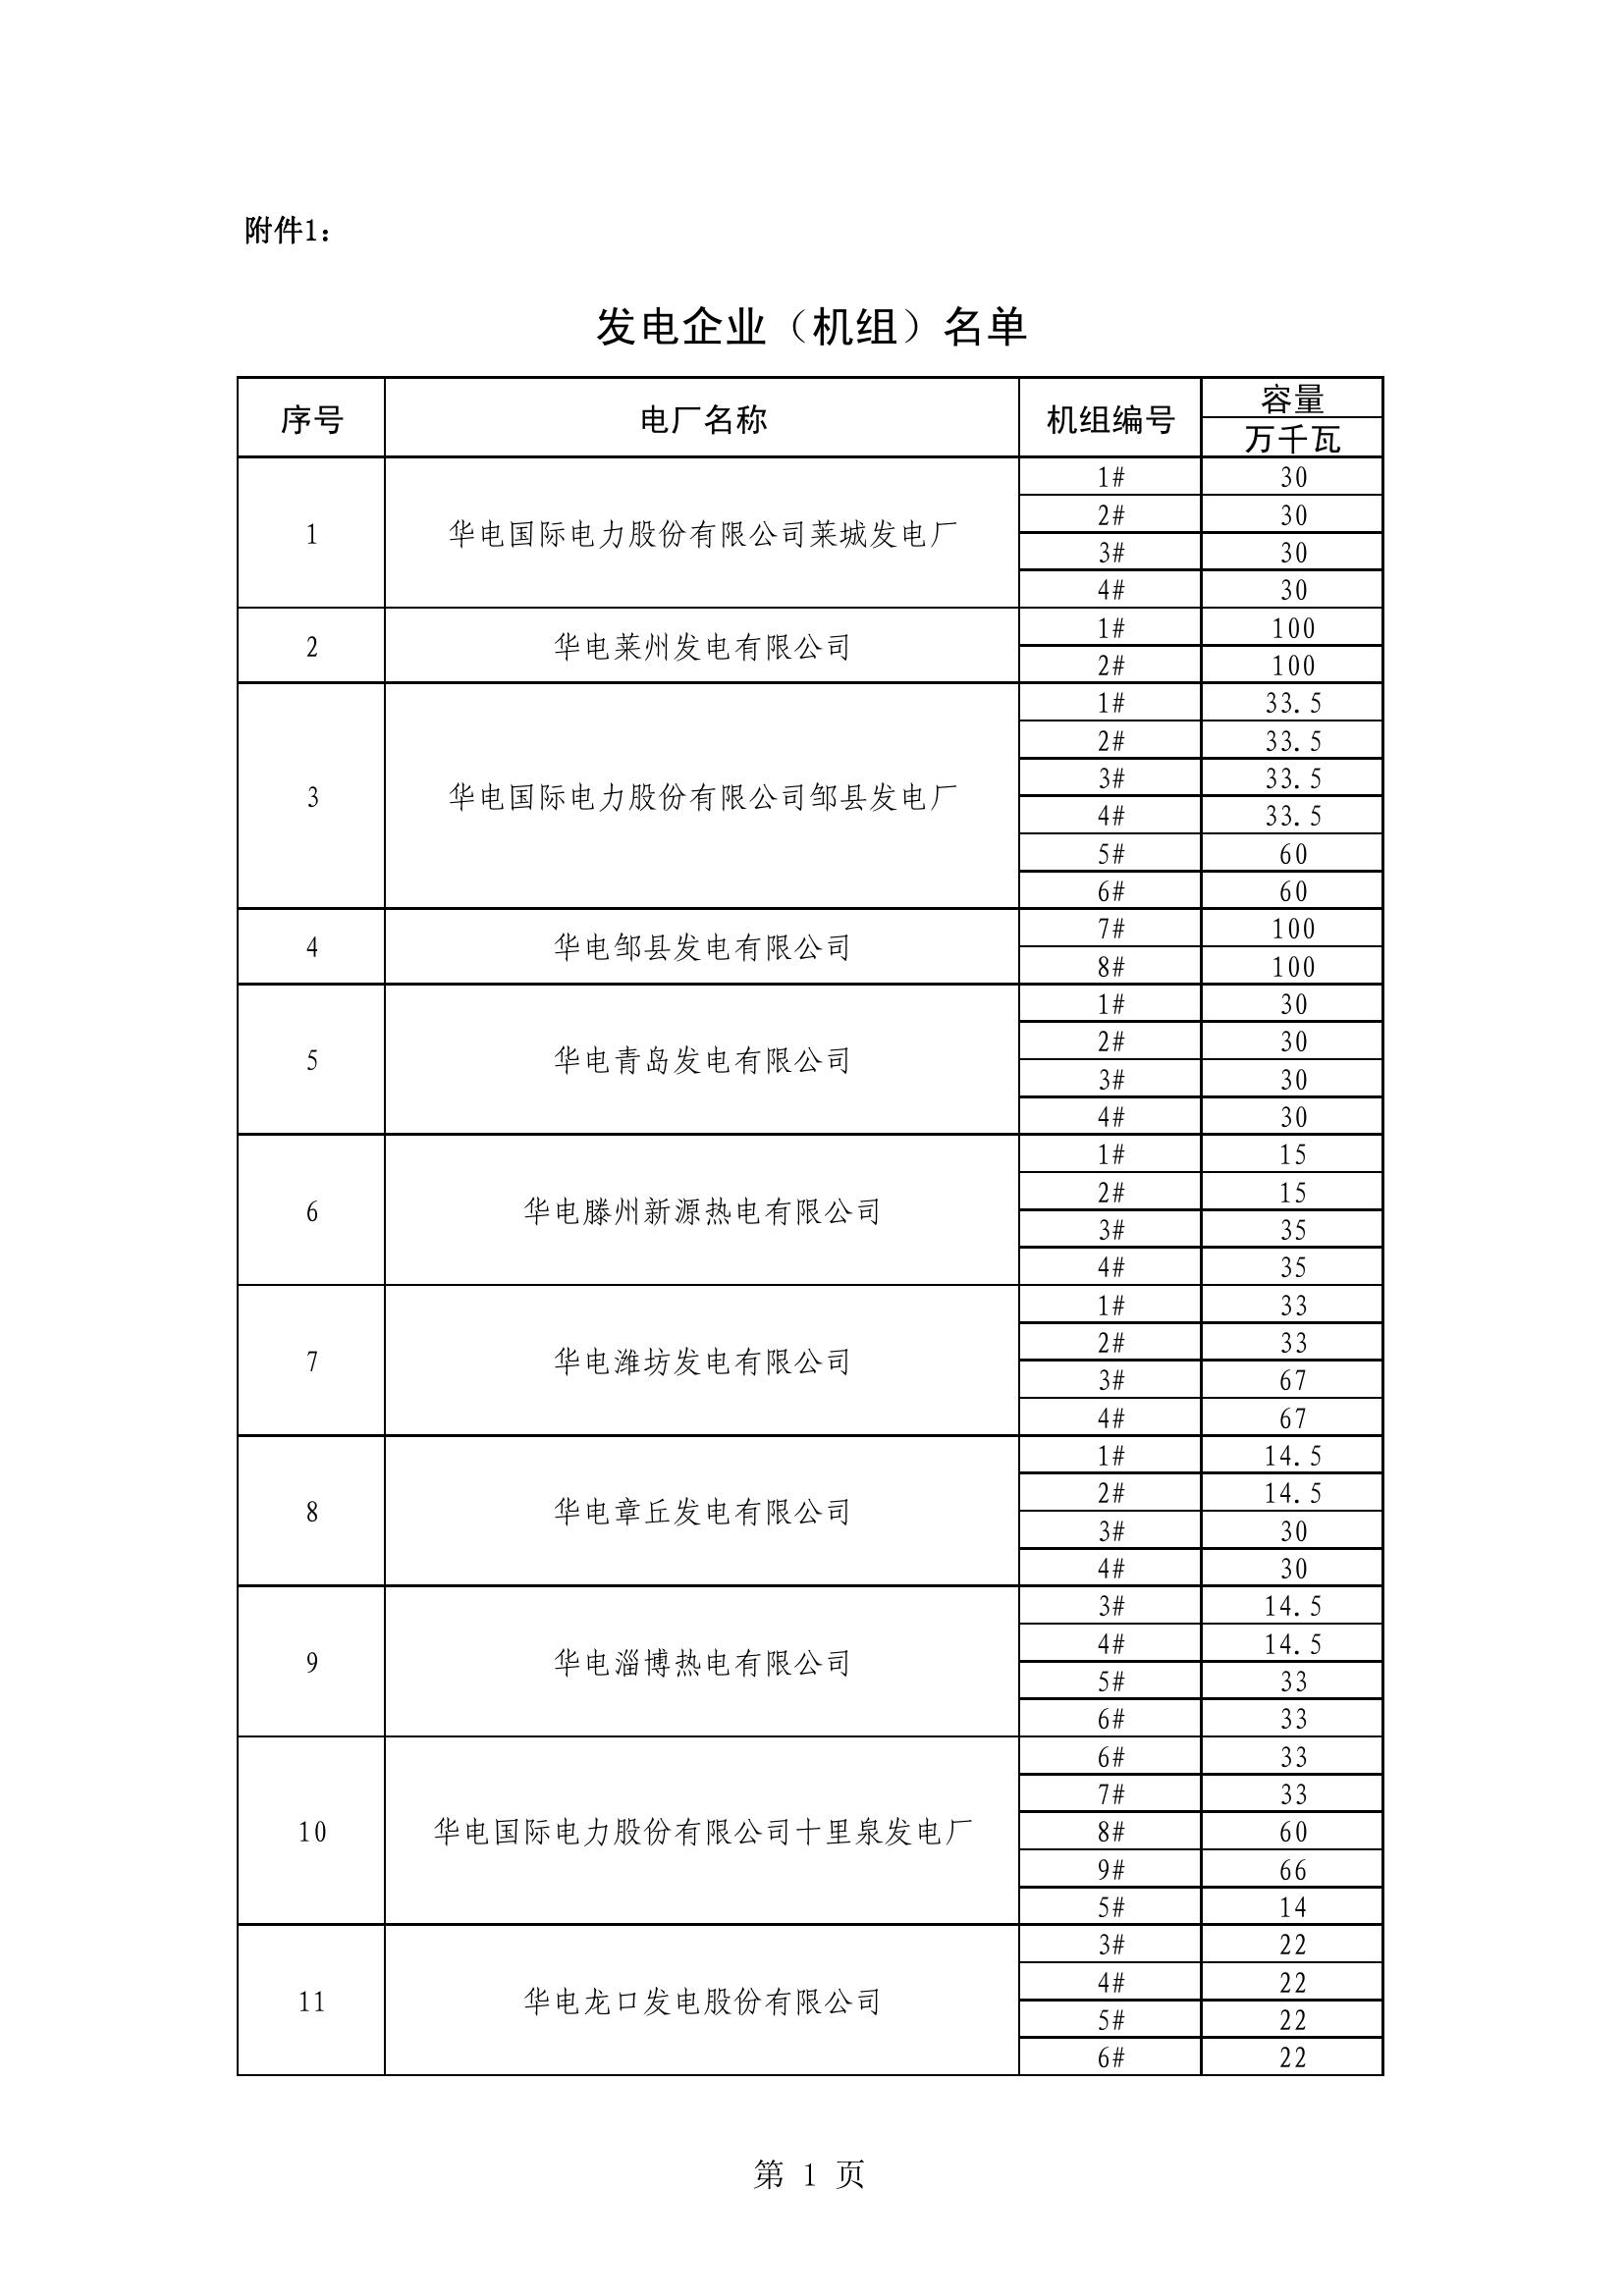 附件1：
发电企业（机组）名单
序号 电厂名称 机组编号 容量
万千瓦
1 华电国际电力股份有限公司莱城发电厂 1# 30
2# 30
3# 30
4# 30
2 华电莱州发电有限公司 1# 100
2# 100
3 华电国际电力股份有限公司邹县发电厂 1# 33.5
2# 33.5
3# 33.5
4# 33.5
5# 60
6# 60
4 华电邹县发电有限公司 7# 100
8# 100
5 华电青岛发电有限公司 1# 30
2# 30
3# 30
4# 30
6 华电滕州新源热电有限公司 1# 15
2# 15
3# 35
4# 35
7 华电潍坊发电有限公司 1# 33
2# 33
3# 67
4# 67
8 华电章丘发电有限公司 1# 14.5
2# 14.5
3# 30
4# 30
9 华电淄博热电有限公司 3# 14.5
4# 14.5
5# 33
6# 33
10 华电国际电力股份有限公司十里泉发电厂 6# 33
7# 33
8# 60
9# 66
5# 14
11 华电龙口发电股份有限公司 3# 22
4# 22
5# 22
6# 22
第 1 页